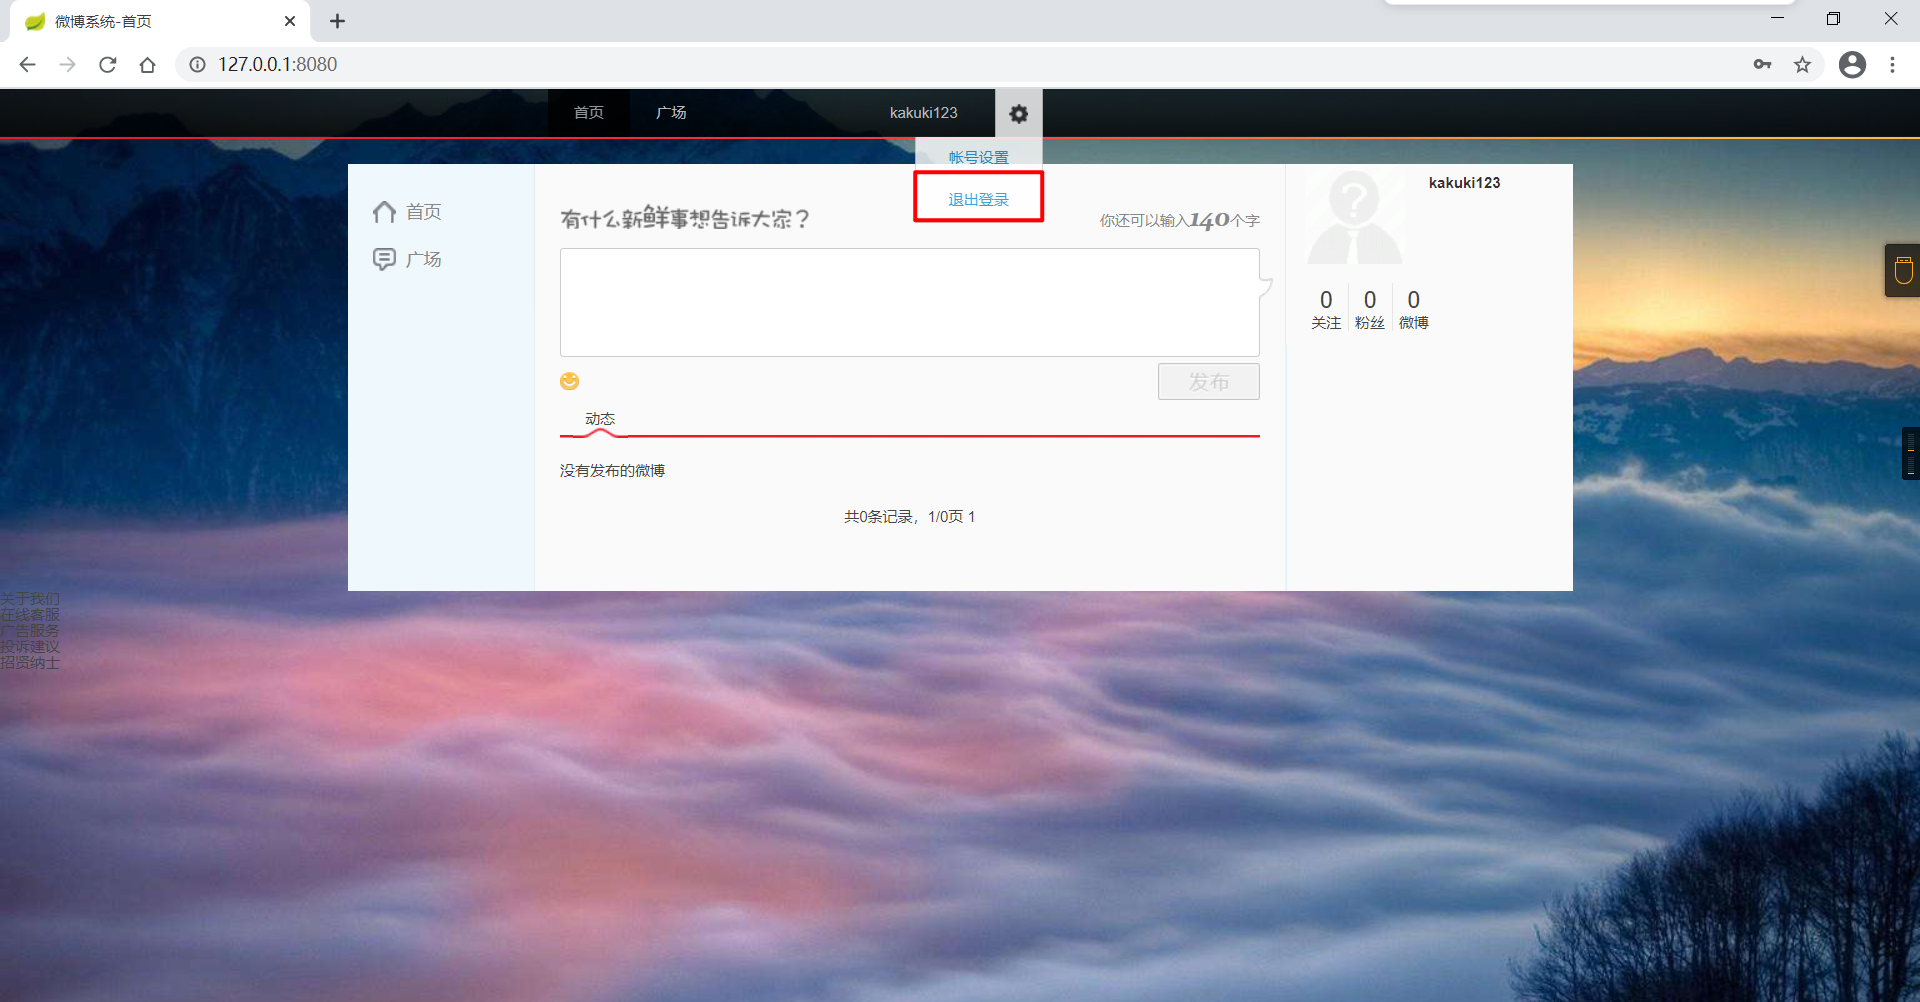 微博系统-首页
127.0.0.1:8080
首页 广场 kakuki123
帐号设置
退出登录
首页
广场
有什么新鲜事想告诉大家？
你还可以输入140个字
发布
动态
没有发布的微博
共0条记录，1/0页 1
kakuki123
0 0 0
关注 粉丝 微博
关于我们
在线客服
广告服务
投诉建议
招贤纳士